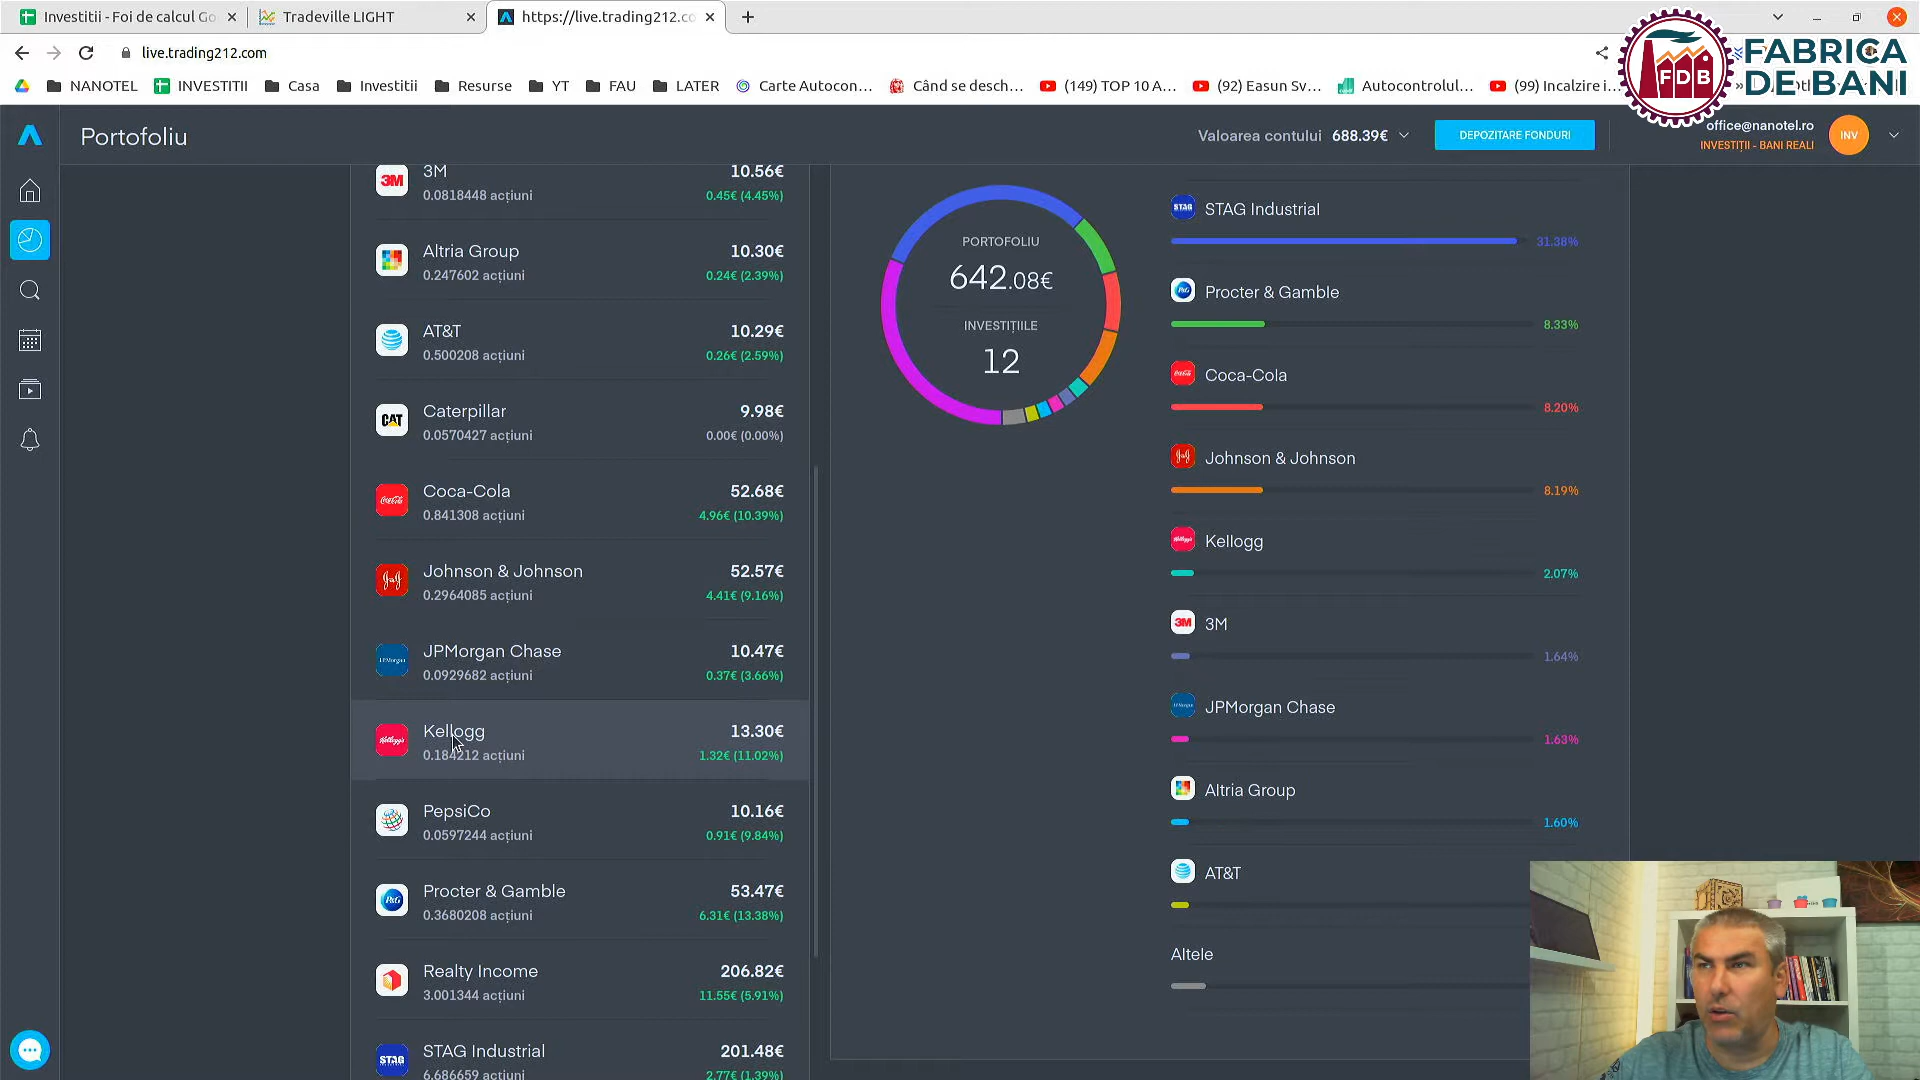 Investitii - Foi de calcul Go
Tradeville LIGHT
https://live.trading212.co
live.trading212.com
NANOTEL
INVESTITII
Casa
Investitii
Resurse
YT
FAU
LATER
Carte Autocon...
Când se desch...
(149) TOP 10 A...
(92) Easun Sv...
Autocontrolul...
(99) Incalzire i...
FDB
FABRICA
DE BANI
Portofoliu
Valoarea contului 688.39€
DEPOZITARE FONDURI
office@nanotel.ro
INVESTIȚII - BANI REALI
INV
3M
3M 10.56€
0.0818448 acțiuni 0.45€ (4.45%)
Altria Group 10.30€
0.247602 acțiuni 0.24€ (2.39%)
AT&T 10.29€
0.500208 acțiuni 0.26€ (2.59%)
CAT
Caterpillar 9.98€
0.0570427 acțiuni 0.00€ (0.00%)
Coca-Cola 52.68€
0.841308 acțiuni 4.96€ (10.39%)
Johnson & Johnson 52.57€
0.2964085 acțiuni 4.41€ (9.16%)
JPMorgan
JPMorgan Chase 10.47€
0.0929682 acțiuni 0.37€ (3.66%)
Kellogg's
Kellogg 13.30€
0.184212 acțiuni 1.32€ (11.02%)
PepsiCo 10.16€
0.0597244 acțiuni 0.91€ (9.84%)
P&G
Procter & Gamble 53.47€
0.3680208 acțiuni 6.31€ (13.38%)
Realty Income 206.82€
3.001344 acțiuni 11.55€ (5.91%)
STAG
STAG Industrial 201.48€
6.686659 acțiuni 2.77€ (1.39%)
PORTOFOLIU
642.08€
INVESTIȚIILE
12
STAG
STAG Industrial
31.38%
P&G
Procter & Gamble
8.33%
Coca-Cola
8.20%
Johnson & Johnson
8.19%
Kellogg
2.07%
3M
3M
1.64%
JPMorgan Chase
1.63%
Altria Group
1.60%
AT&T
Altele